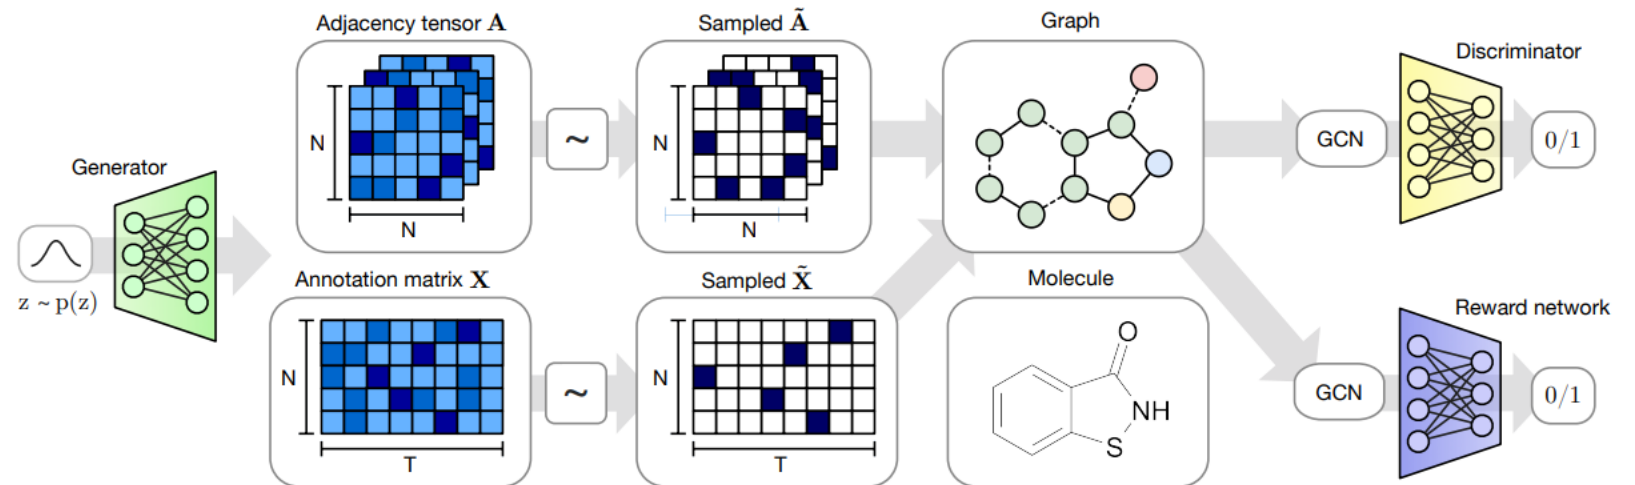 Generator
z ~ p(z)
Adjacency tensor A
N
N
Annotation matrix X
N
T
~
~
Sampled Ã
N
N
Sampled X̃
N
T
Graph
Molecule
O
NH
S
GCN
Discriminator
0/1
GCN
Reward network
0/1